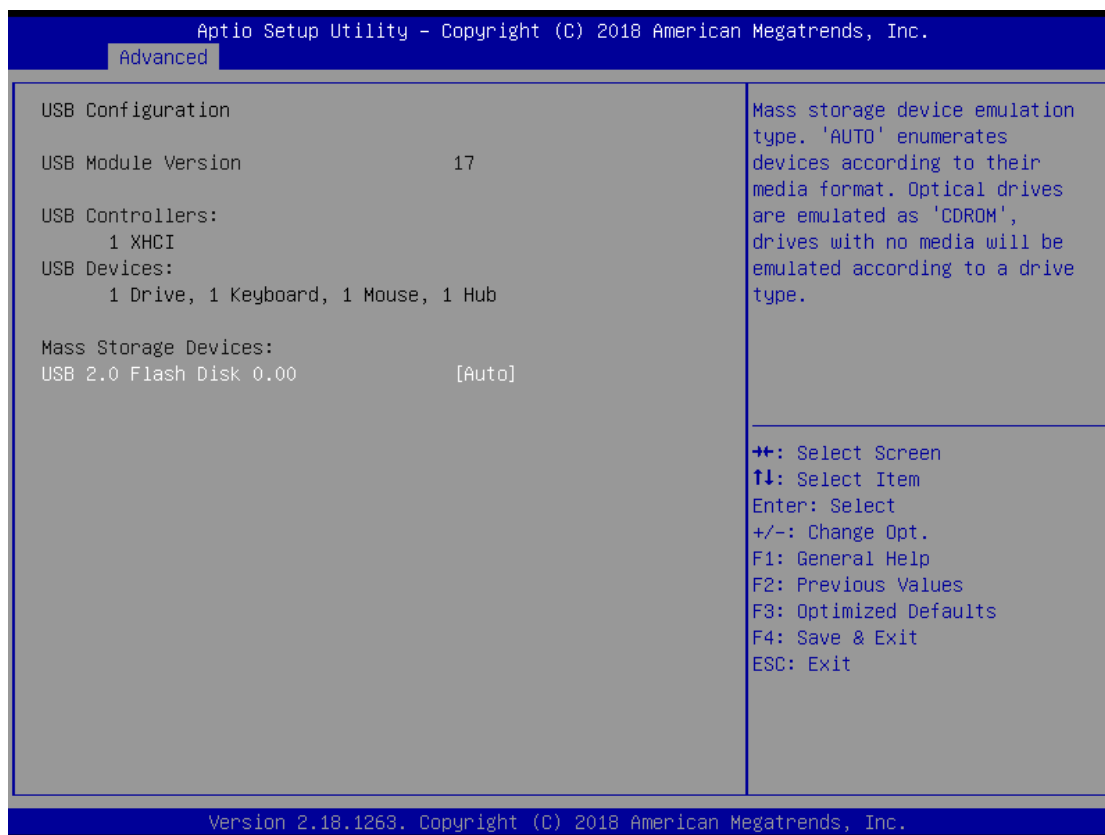 Aptio Setup Utility – Copyright (C) 2018 American Megatrends, Inc.
Advanced
USB Configuration
USB Module Version 17
USB Controllers:
1 XHCI
USB Devices:
1 Drive, 1 Keyboard, 1 Mouse, 1 Hub
Mass Storage Devices:
USB 2.0 Flash Disk 0.00 [Auto]
Mass storage device emulation
type. 'AUTO' enumerates
devices according to their
media format. Optical drives
are emulated as 'CDROM',
drives with no media will be
emulated according to a drive
type.
→←: Select Screen
↑↓: Select Item
Enter: Select
+/-: Change Opt.
F1: General Help
F2: Previous Values
F3: Optimized Defaults
F4: Save & Exit
ESC: Exit
Version 2.18.1263. Copyright (C) 2018 American Megatrends, Inc.